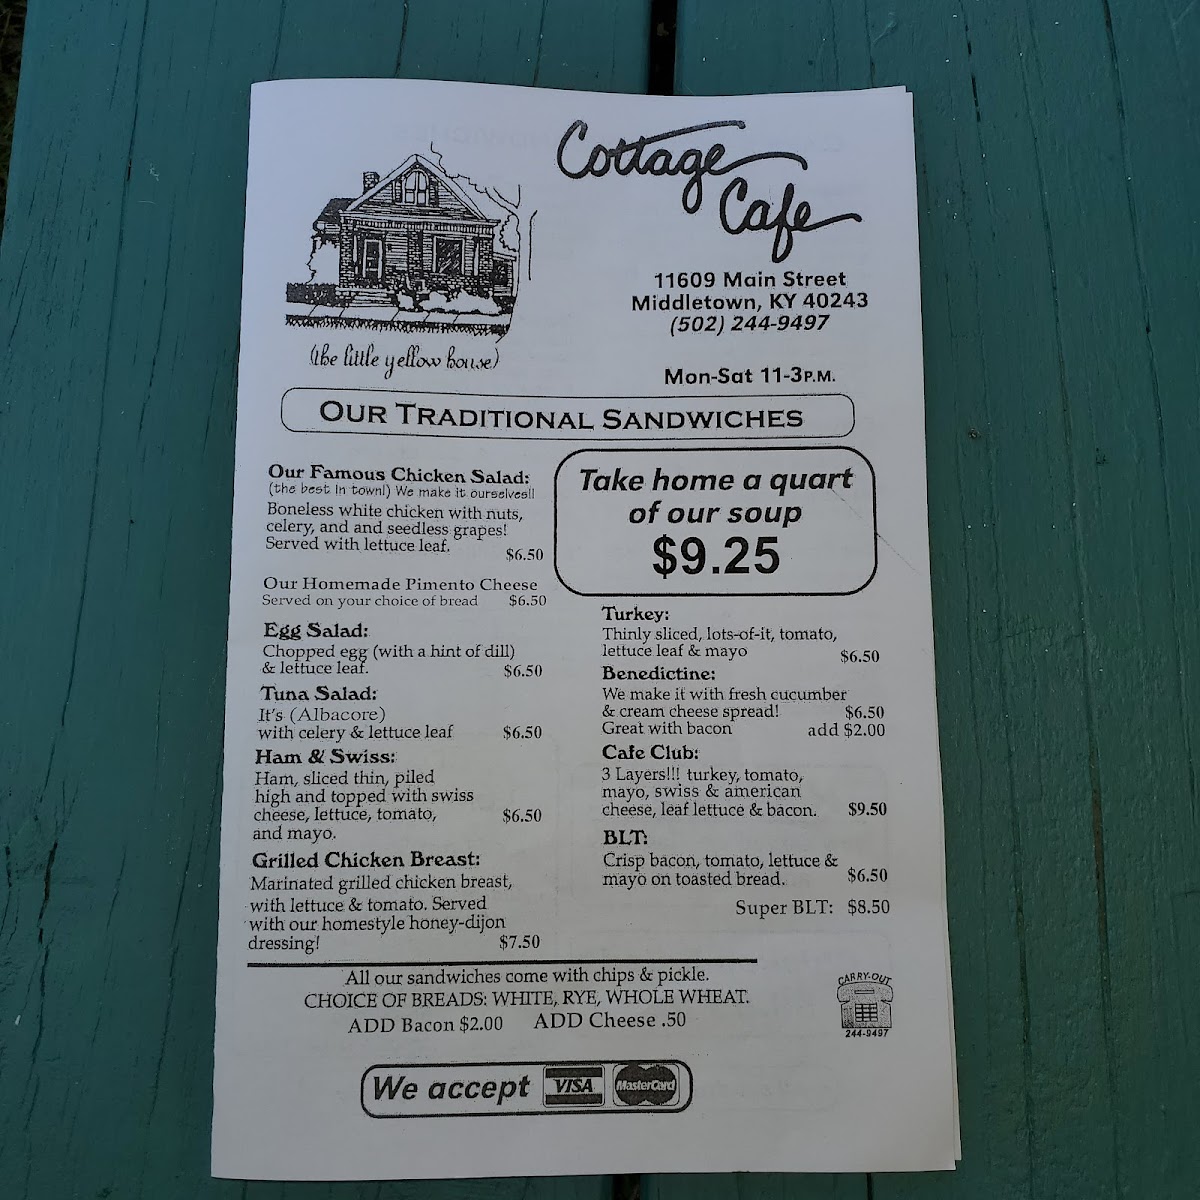 Cottage
Cafe
11609 Main Street
Middletown, KY 40243
(502) 244-9497
(the little yellow house)
Mon-Sat 11-3P.M.
OUR TRADITIONAL SANDWICHES
Our Famous Chicken Salad:
(the best in town!) We make it ourselves!!
Boneless white chicken with nuts,
celery, and and seedless grapes!
Served with lettuce leaf.
$6.50
Our Homemade Pimento Cheese
Served on your choice of bread $6.50
Egg Salad:
Chopped egg (with a hint of dill)
& lettuce leaf. $6.50
Tuna Salad:
It's (Albacore)
with celery & lettuce leaf $6.50
Ham & Swiss:
Ham, sliced thin, piled
high and topped with swiss
cheese, lettuce, tomato, $6.50
and mayo.
Grilled Chicken Breast:
Marinated grilled chicken breast,
with lettuce & tomato. Served
with our homestyle honey-dijon
dressing! $7.50
Take home a quart
of our soup
$9.25
Turkey:
Thinly sliced, lots-of-it, tomato,
lettuce leaf & mayo $6.50
Benedictine:
We make it with fresh cucumber
& cream cheese spread! $6.50
Great with bacon add $2.00
Cafe Club:
3 Layers!!! turkey, tomato,
mayo, swiss & american
cheese, leaf lettuce & bacon. $9.50
BLT:
Crisp bacon, tomato, lettuce &
mayo on toasted bread. $6.50
Super BLT: $8.50
All our sandwiches come with chips & pickle.
CHOICE OF BREADS: WHITE, RYE, WHOLE WHEAT.
ADD Bacon $2.00 ADD Cheese .50
CARRY-OUT
244-9497
We accept VISA MasterCard